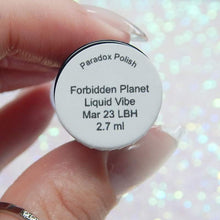 Paradox Polish
Forbidden Planet
Liquid Vibe
Mar 23 LBH
2.7 ml